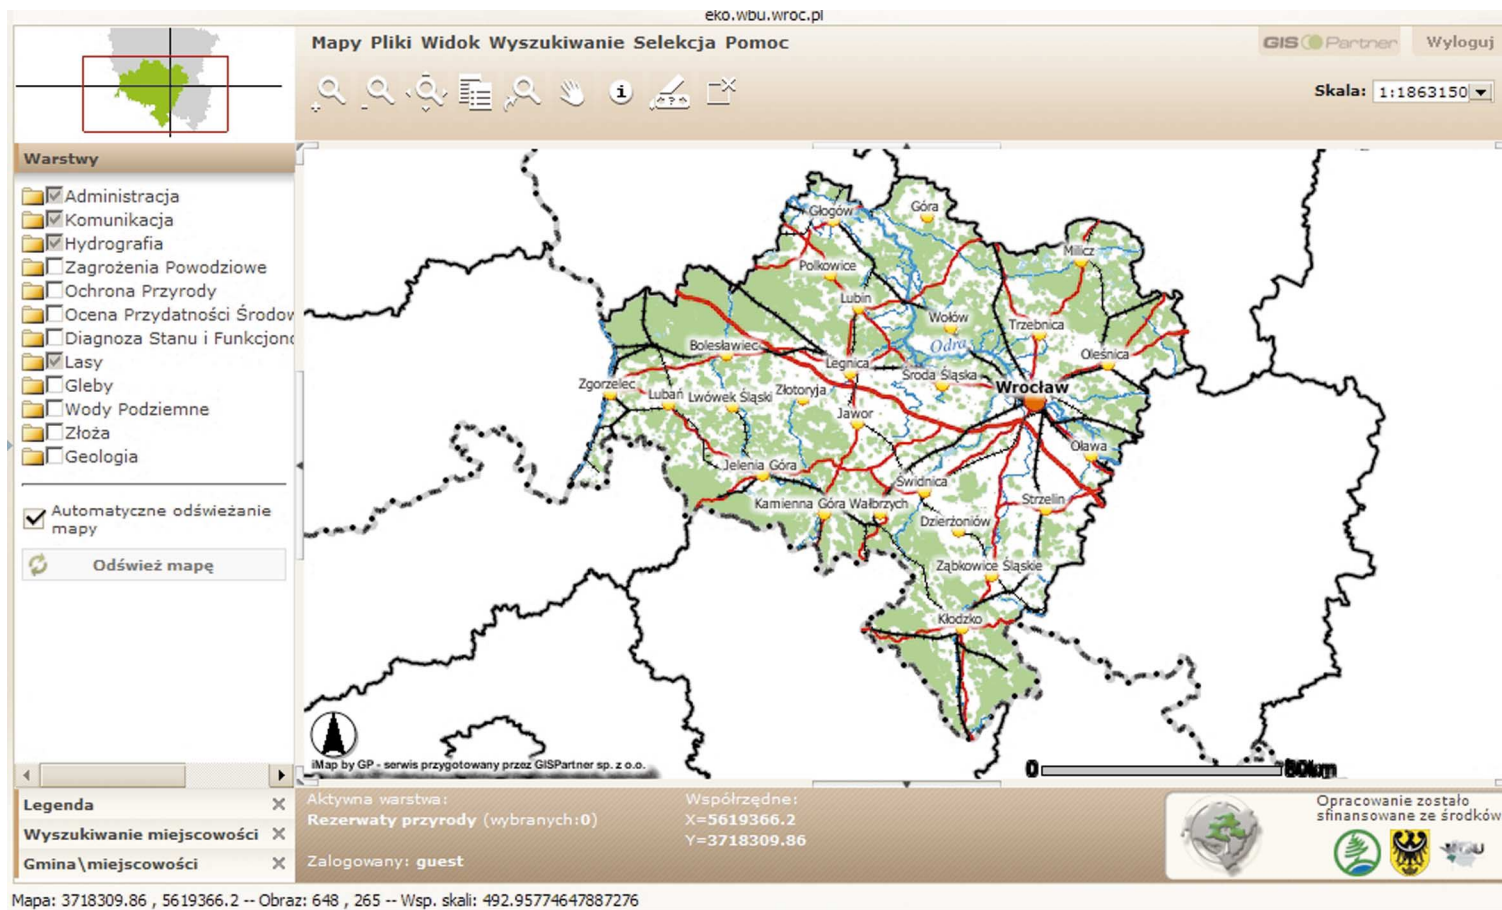 eko.wbu.wroc.pl
Mapy Pliki Widok Wyszukiwanie Selekcja Pomoc
GIS Partner
Wyloguj
Skala: 1:1863150
Warstwy
Administracja
Komunikacja
Hydrografia
Zagrożenia Powodziowe
Ochrona Przyrody
Ocena Przydatności Środow
Diagnoza Stanu i Funkcjono
Lasy
Gleby
Wody Podziemne
Złoża
Geologia
Automatyczne odświeżanie
mapy
Odśwież mapę
Głogów
Góra
Milicz
Polkowice
Lubin
Wołów
Trzebnica
Odra
Bolesławiec
Legnica
Oleśnica
Środa Śląska
Zgorzelec
Lubań
Lwówek Śląski
Złotoryja
Wrocław
Jawor
Oława
Jelenia Góra
Świdnica
Kamienna Góra
Wałbrzych
Strzelin
Dzierżoniów
Ząbkowice Śląskie
Kłodzko
iMap by GP - serwis przygotowany przez GISPartner sp. z o.o.
0
Legenda
Wyszukiwanie miejscowości
Gmina\miejscowości
Aktywna warstwa:
Rezerwaty przyrody (wybranych:0)
Zalogowany: guest
Współrzędne:
X=5619366.2
Y=3718309.86
Opracowanie zostało
sfinansowane ze środków
Mapa: 3718309.86 , 5619366.2 -- Obraz: 648 , 265 -- Wsp. skali: 492.95774647887276